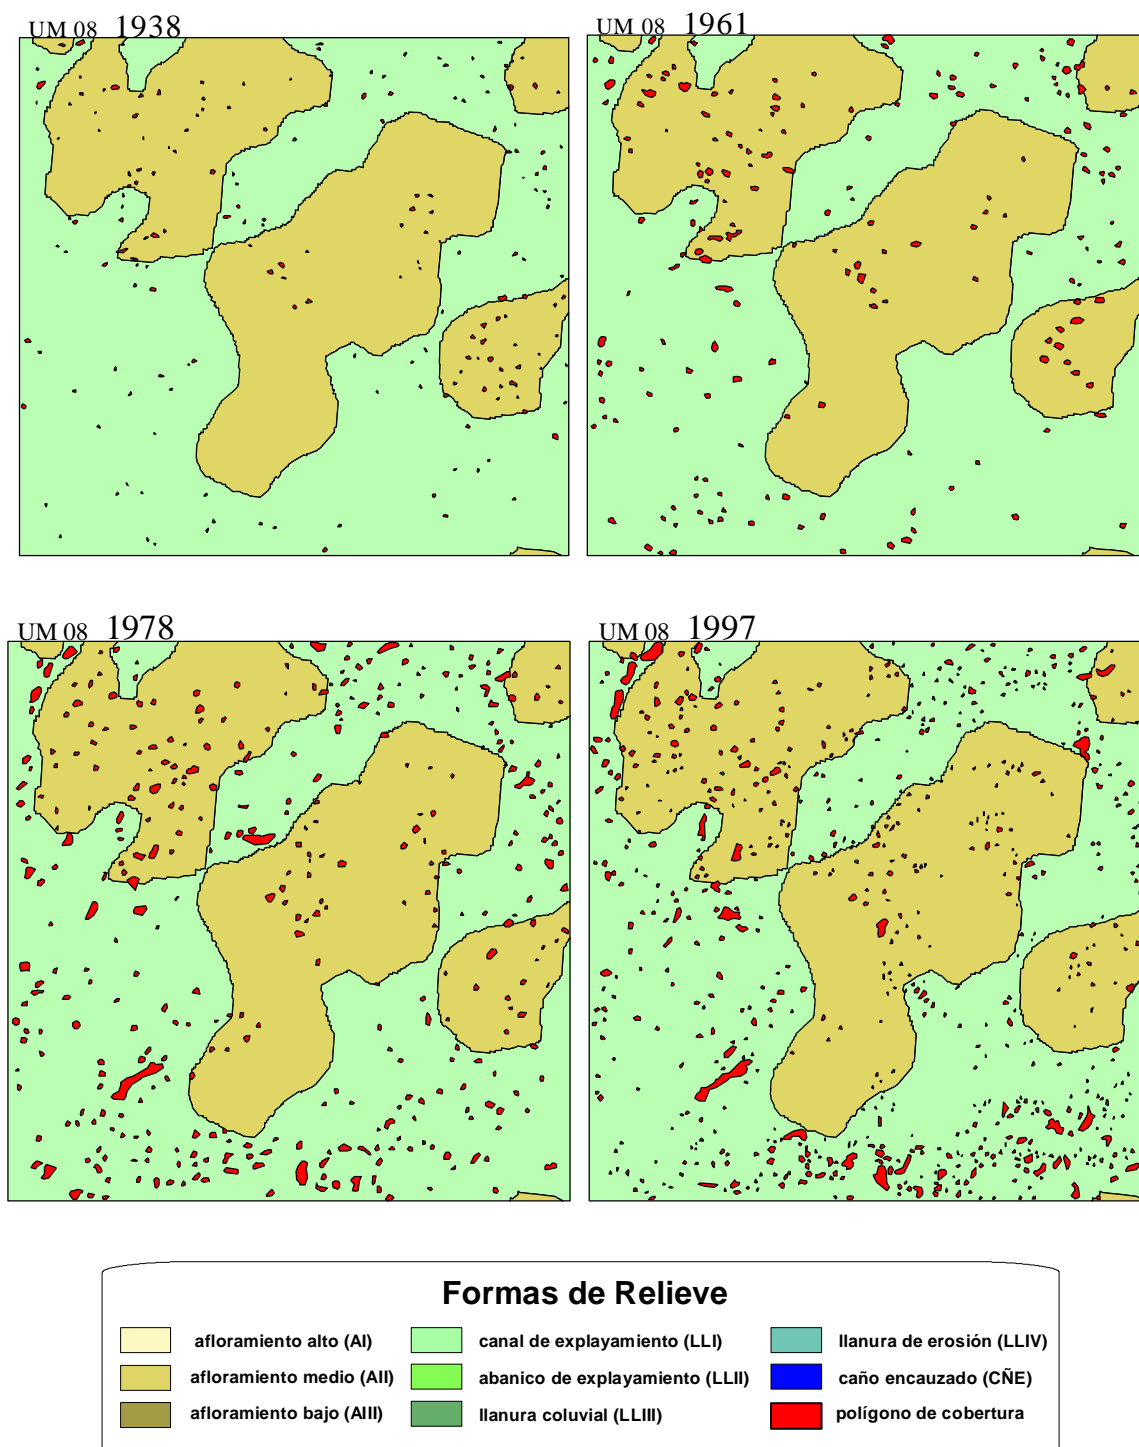 UM 08 1938
UM 08 1961
UM 08 1978
UM 08 1997
Formas de Relieve
afloramiento alto (AI)
canal de explayamiento (LLI)
llanura de erosión (LLIV)
afloramiento medio (AII)
abanico de explayamiento (LLII)
caño encauzado (CÑE)
afloramiento bajo (AIII)
llanura coluvial (LLIII)
polígono de cobertura